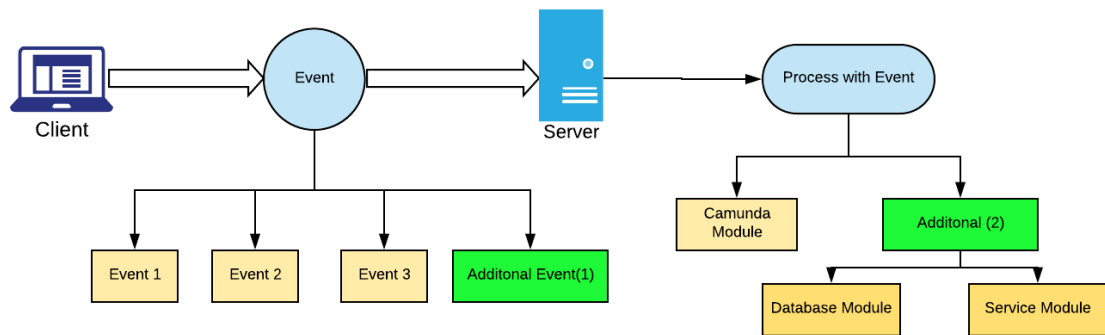 Client
Event
Server
Process with Event
Event 1
Event 2
Event 3
Additonal Event(1)
Camunda
Module
Additonal (2)
Database Module
Service Module